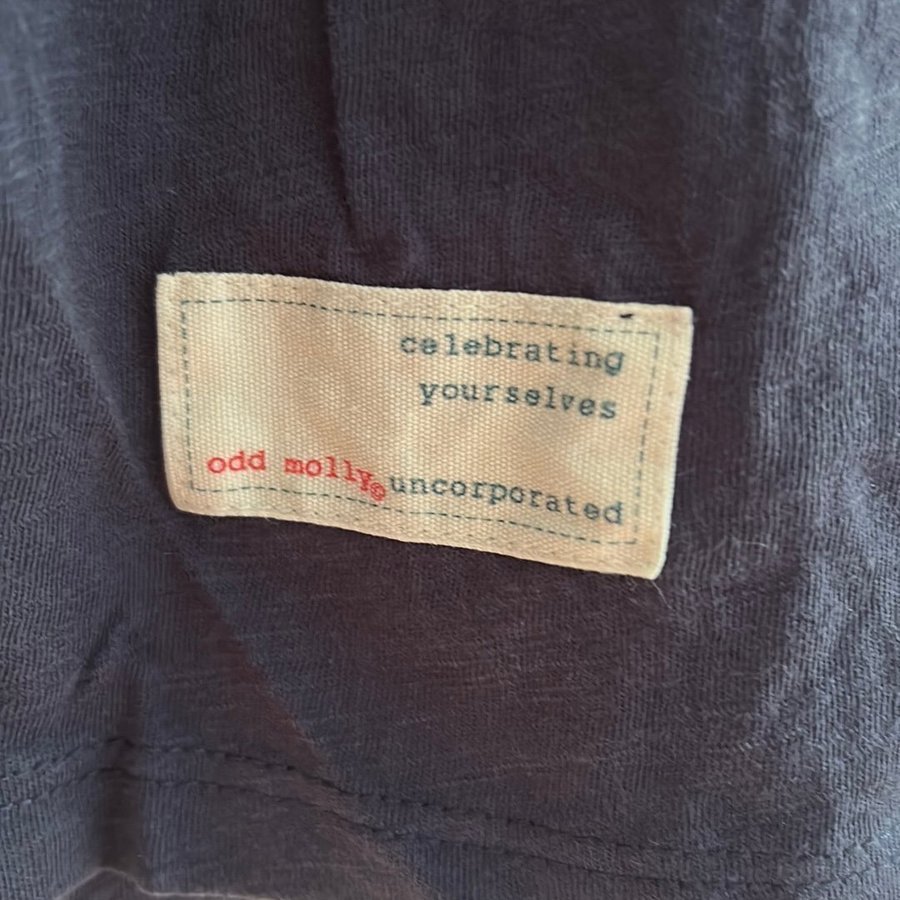 celebrating
yourselves
odd molly© uncorporated